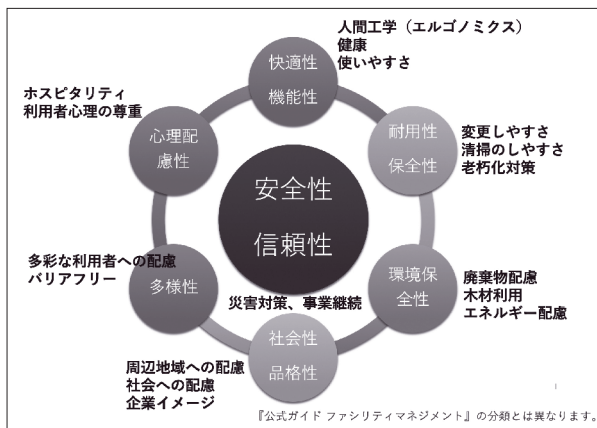 人間工学（エルゴノミクス）
健康
使いやすさ
快適性
機能性
ホスピタリティ
利用者心理の尊重
心理配
慮性
耐用性
保全性
変更しやすさ
清掃のしやすさ
老朽化対策
安全性
信頼性
災害対策、事業継続
多彩な利用者への配慮
バリアフリー
多様性
環境保
全性
廃棄物配慮
木材利用
エネルギー配慮
社会性
品格性
周辺地域への配慮
社会への配慮
企業イメージ
1
『公式ガイド ファシリティマネジメント』の分類とは異なります。